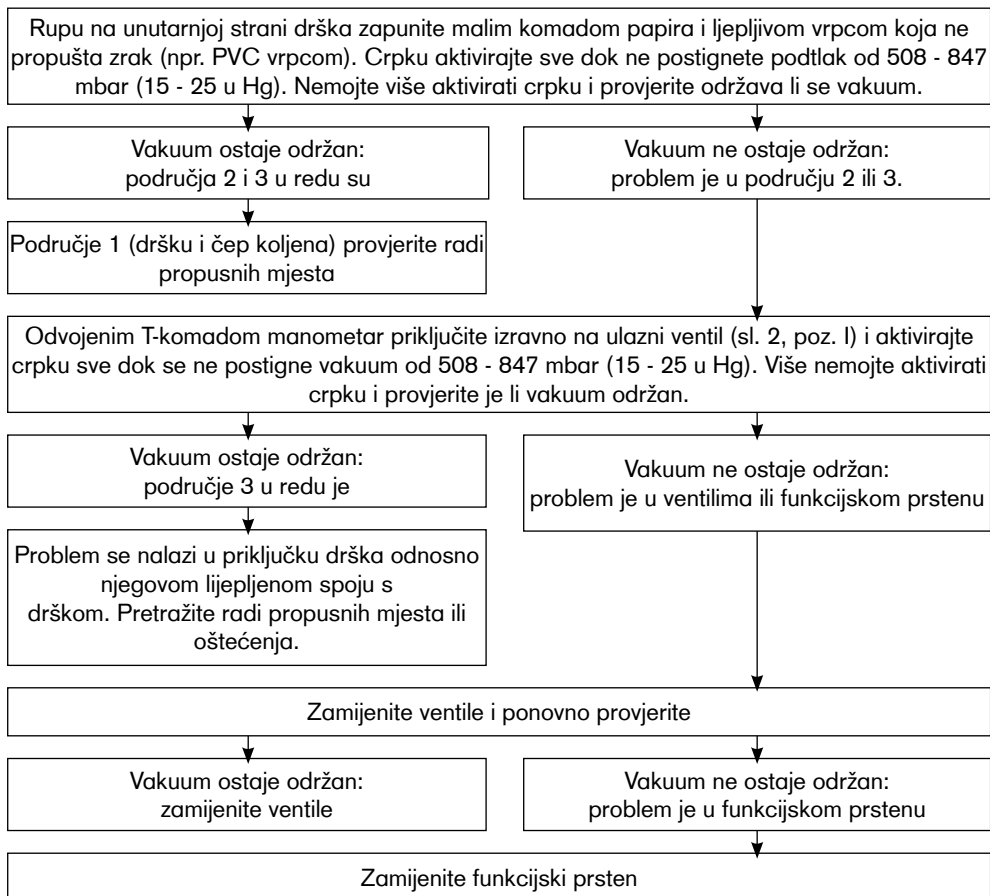 Rupu na unutarnjoj strani drška zapunite malim komadom papira i ljepljivom vrpcom koja ne
propušta zrak (npr. PVC vrpcom). Crpku aktivirajte sve dok ne postignete podtlak od 508 - 847
mbar (15 - 25 u Hg). Nemojte više aktivirati crpku i provjerite održava li se vakuum.
Vakuum ostaje održan:
područja 2 i 3 u redu su
Vakuum ne ostaje održan:
problem je u području 2 ili 3.
Područje 1 (dršku i čep koljena) provjerite radi
propusnih mjesta
Odvojenim T-komadom manometar priključite izravno na ulazni ventil (sl. 2, poz. I) i aktivirajte
crpku sve dok se ne postigne vakuum od 508 - 847 mbar (15 - 25 u Hg). Više nemojte aktivirati
crpku i provjerite je li vakuum održan.
Vakuum ostaje održan:
područje 3 u redu je
Vakuum ne ostaje održan:
problem je u ventilima ili funkcijskom prstenu
Problem se nalazi u priključku drška odnosno
njegovom lijepljenom spoju s
drškom. Pretražite radi propusnih mjesta ili
oštećenja.
Zamijenite ventile i ponovno provjerite
Vakuum ostaje održan:
zamijenite ventile
Vakuum ne ostaje održan:
problem je u funkcijskom prstenu
Zamijenite funkcijski prsten